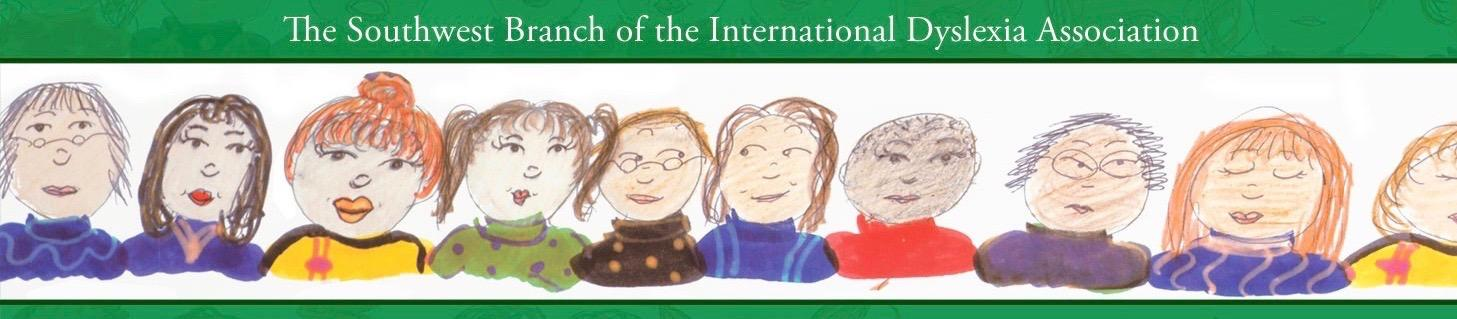 The Southwest Branch of the International Dyslexia Association